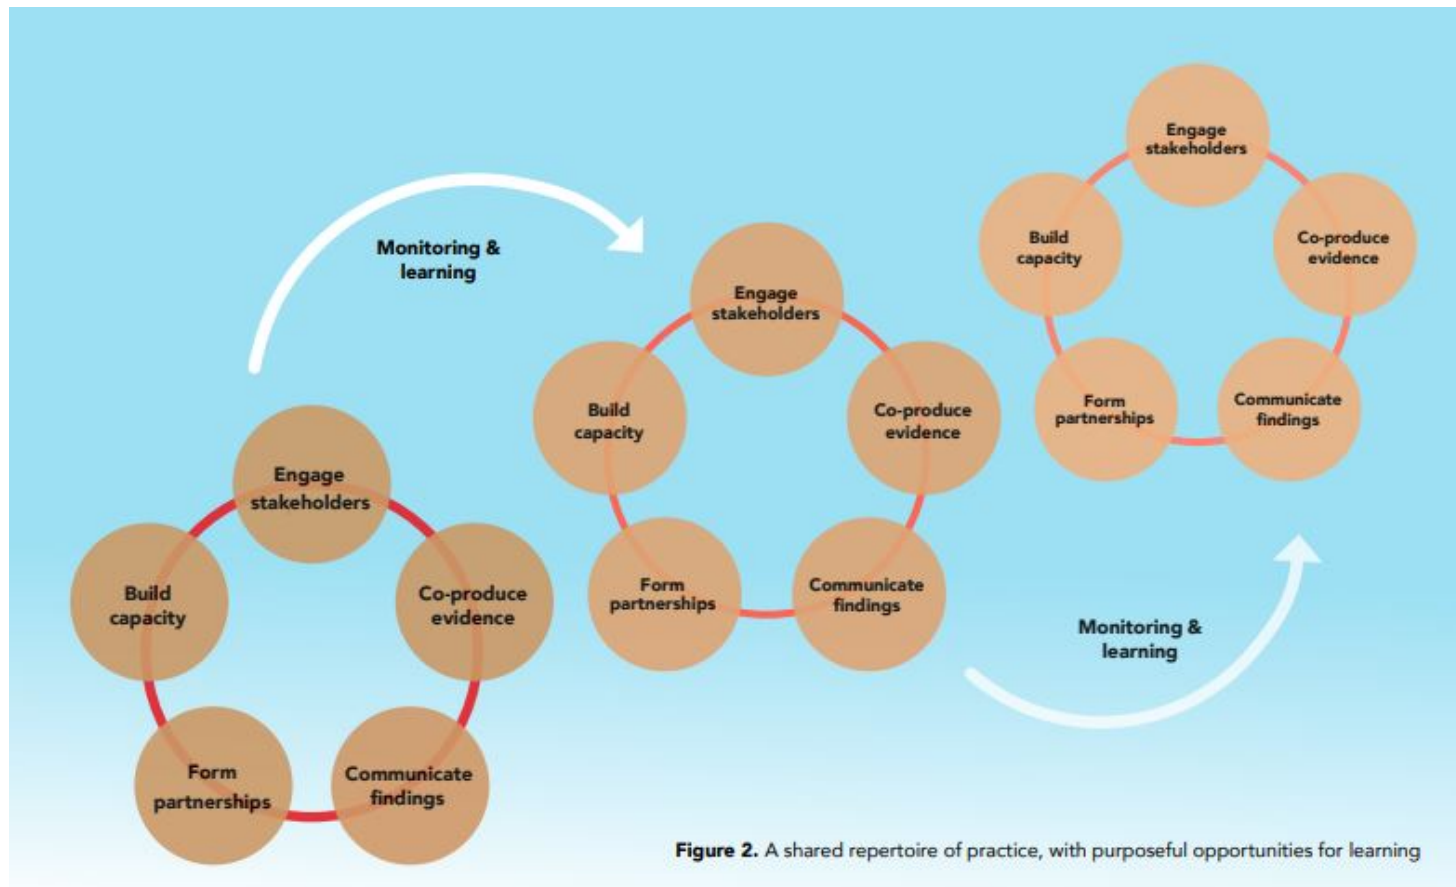 Engage
stakeholders
Build
capacity
Co-produce
evidence
Form
partnerships
Communicate
findings
Monitoring &
learning
Engage
stakeholders
Build
capacity
Co-produce
evidence
Form
partnerships
Communicate
findings
Monitoring &
learning
Engage
stakeholders
Build
capacity
Co-produce
evidence
Form
partnerships
Communicate
findings
Figure 2. A shared repertoire of practice, with purposeful opportunities for learning